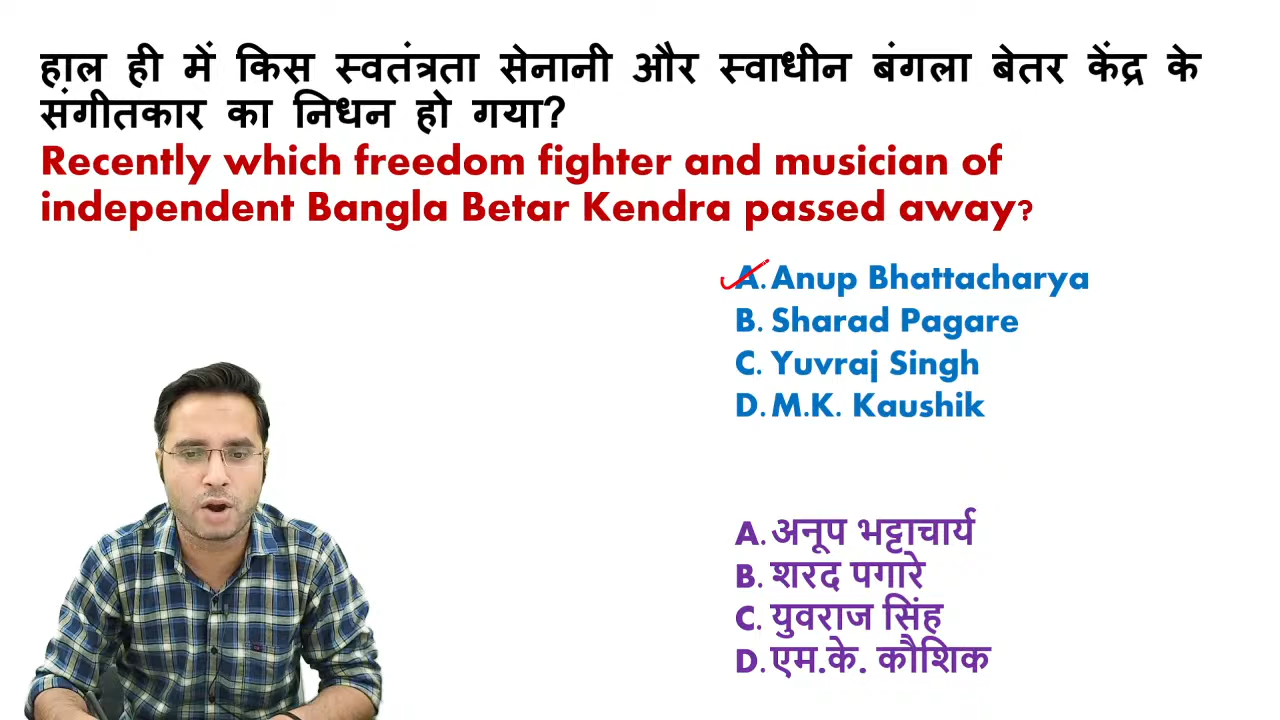 हाल ही में किस स्वतंत्रता सेनानी और स्वाधीन बंगला बेतर केंद्र के
संगीतकार का निधन हो गया?
Recently which freedom fighter and musician of
independent Bangla Betar Kendra passed away?
A. Anup Bhattacharya
B. Sharad Pagare
C. Yuvraj Singh
D. M.K. Kaushik
A. अनूप भट्टाचार्य
B. शरद पगारे
C. युवराज सिंह
D. एम.के. कौशिक